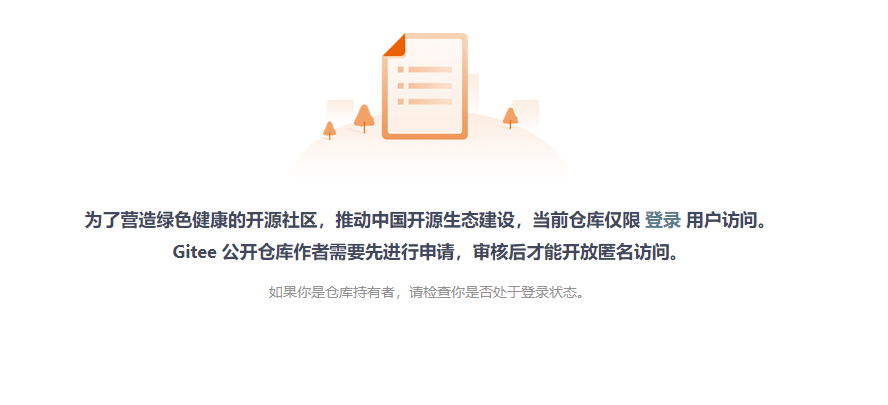 为了营造绿色健康的开源社区，推动中国开源生态建设，当前仓库仅限 登录 用户访问。
Gitee 公开仓库作者需要先进行申请，审核后才能开放匿名访问。
如果你是仓库持有者，请检查你是否处于登录状态。